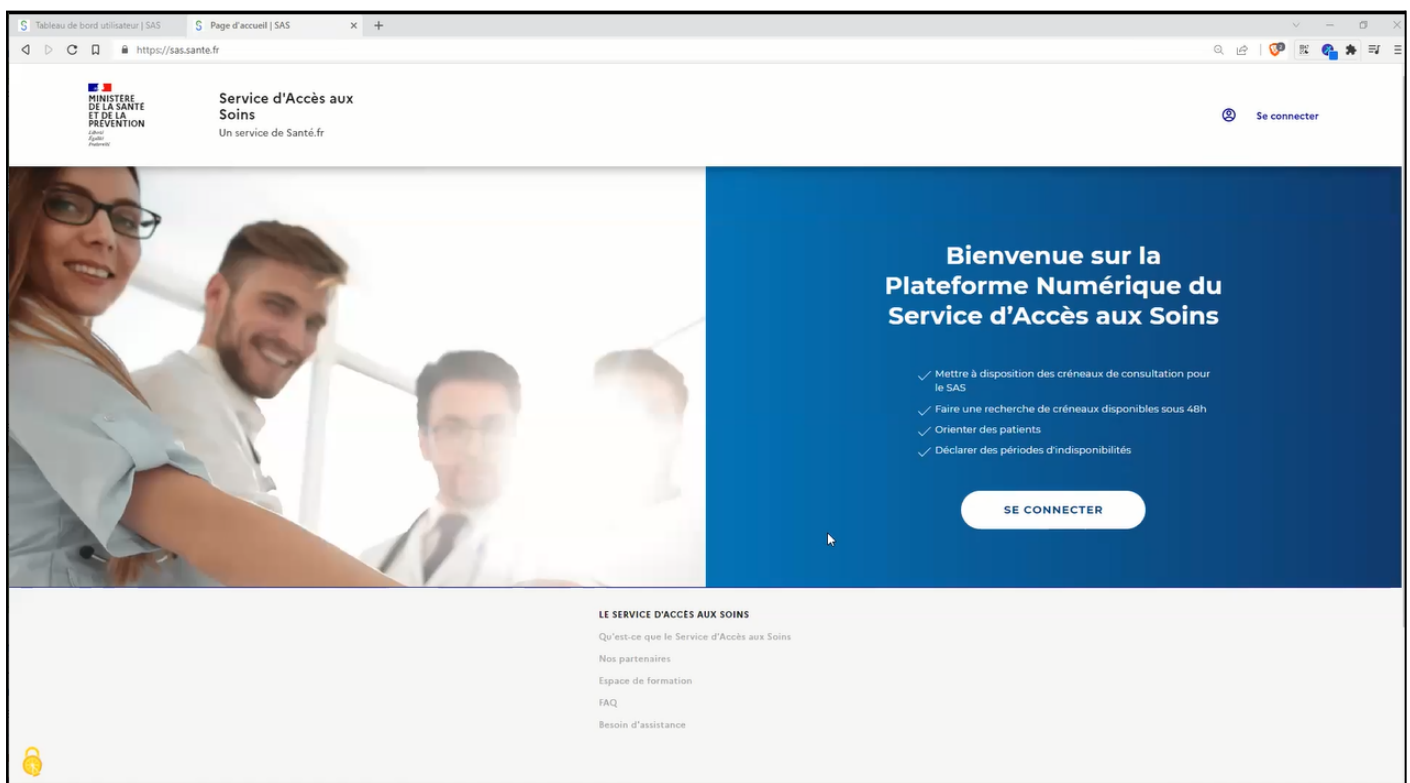 Tableau de bord utilisateur | SAS
Page d'accueil | SAS
https://sas.sante.fr
MINISTÈRE
DE LA SANTÉ
ET DE LA
PRÉVENTION
Liberté
Égalité
Fraternité
Service d'Accès aux
Soins
Un service de Santé.fr
Se connecter
Bienvenue sur la
Plateforme Numérique du
Service d’Accès aux Soins
Mettre à disposition des créneaux de consultation pour
le SAS
Faire une recherche de créneaux disponibles sous 48h
Orienter des patients
Déclarer des périodes d'indisponibilités
SE CONNECTER
LE SERVICE D'ACCÈS AUX SOINS
Qu'est-ce que le Service d'Accès aux Soins
Nos partenaires
Espace de formation
FAQ
Besoin d'assistance